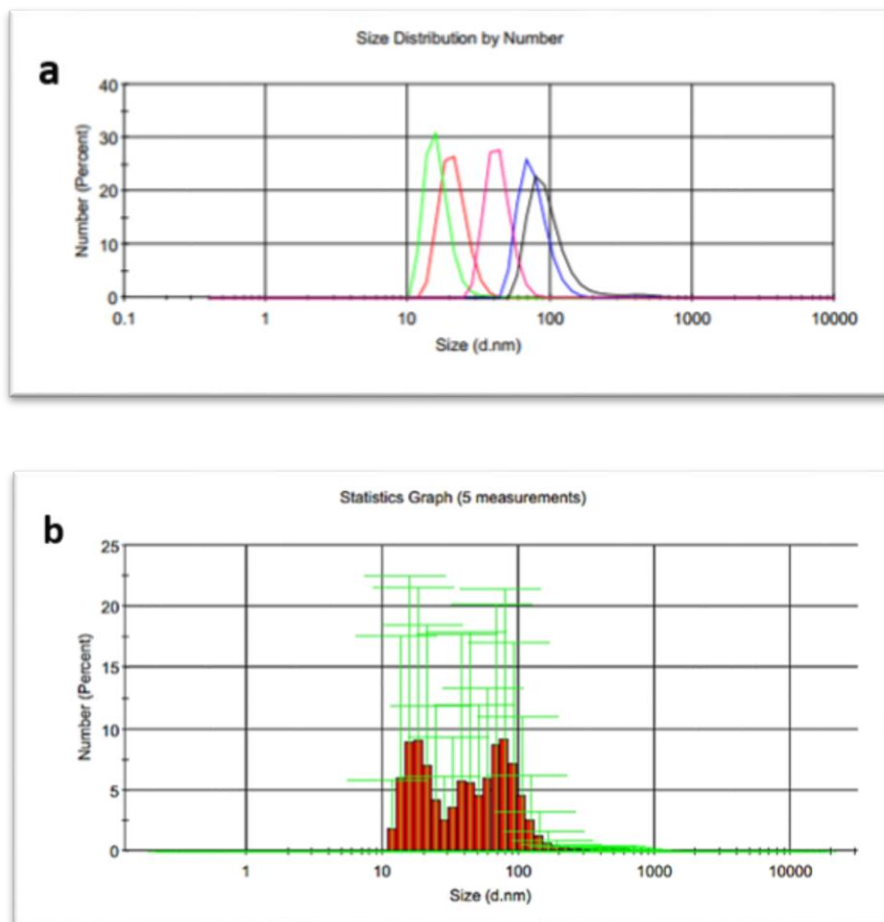 Size Distribution by Number
a
40
30
20
10
0
Number (Percent)
0.1 1 10 100 1000 10000
Size (d.nm)
Statistics Graph (5 measurements)
b
25
20
15
10
5
0
Number (Percent)
1 10 100 1000 10000
Size (d.nm)